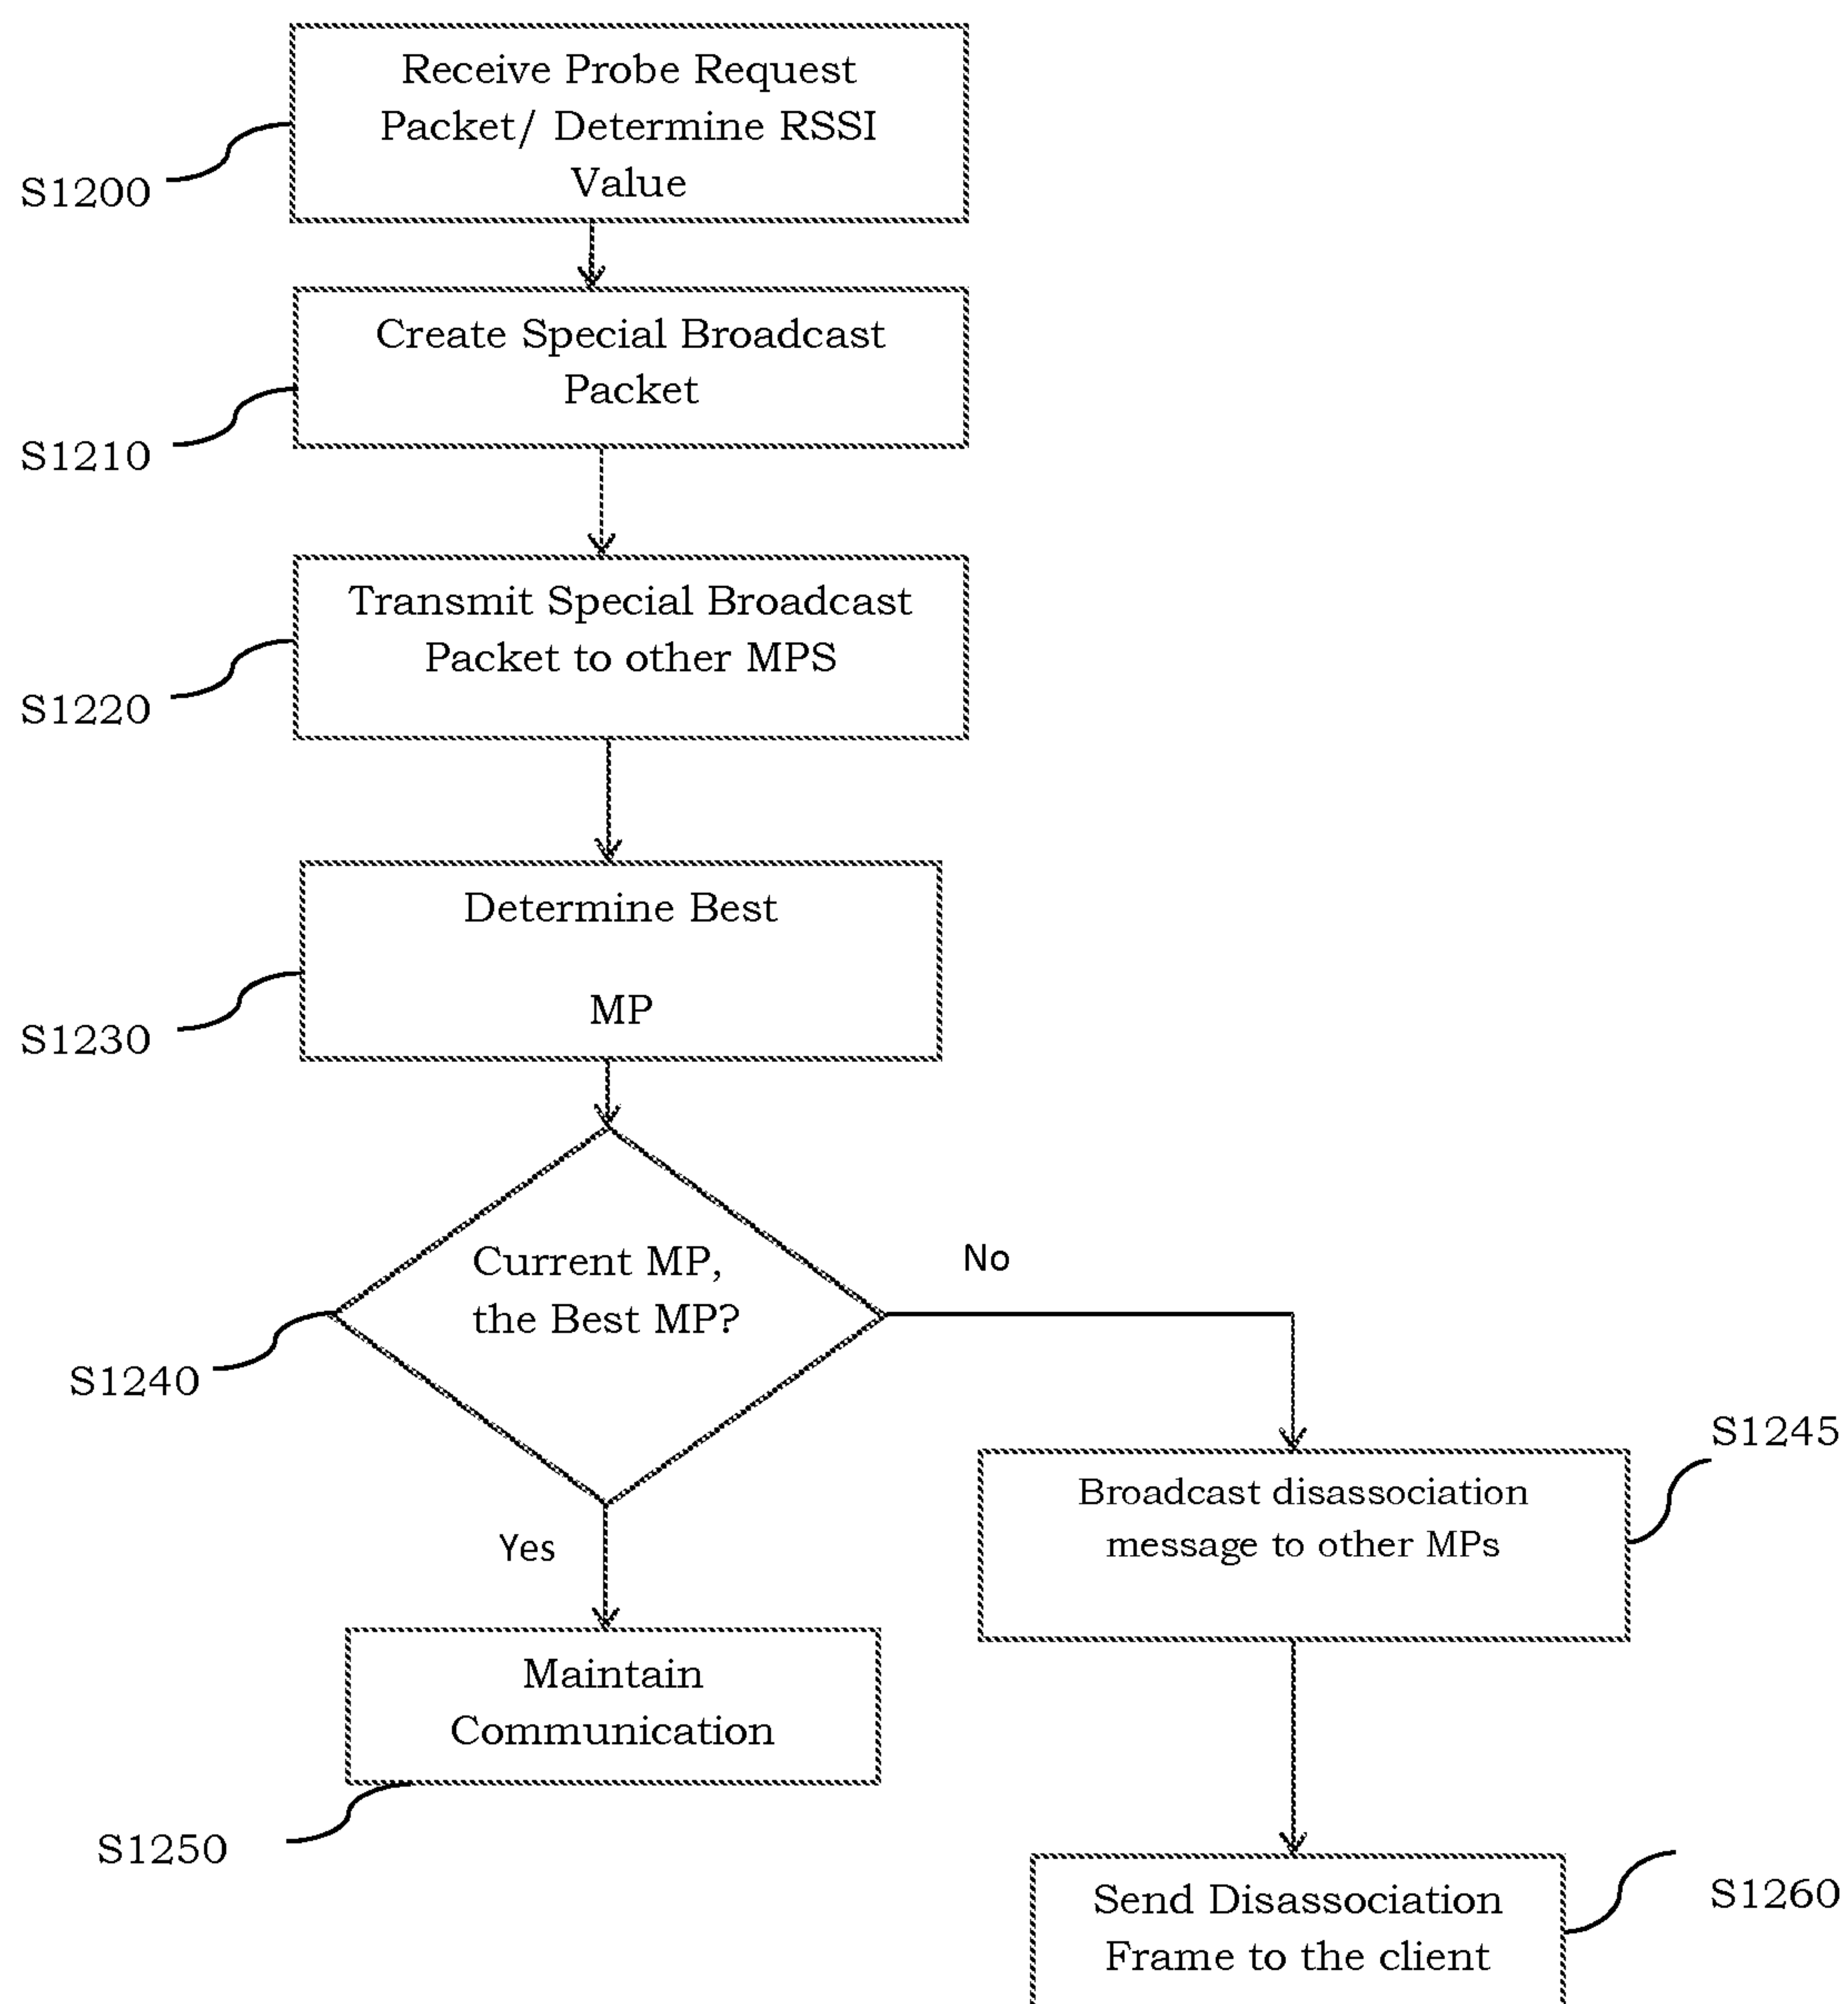 Receive Probe Request
Packet/ Determine RSSI
Value
S1200
Create Special Broadcast
Packet
S1210
Transmit Special Broadcast
Packet to other MPS
S1220
Determine Best
MP
S1230
Current MP,
the Best MP?
No
S1240
S1245
Broadcast disassociation
message to other MPs
Yes
Maintain
Communication
S1250
S1260
Send Disassociation
Frame to the client